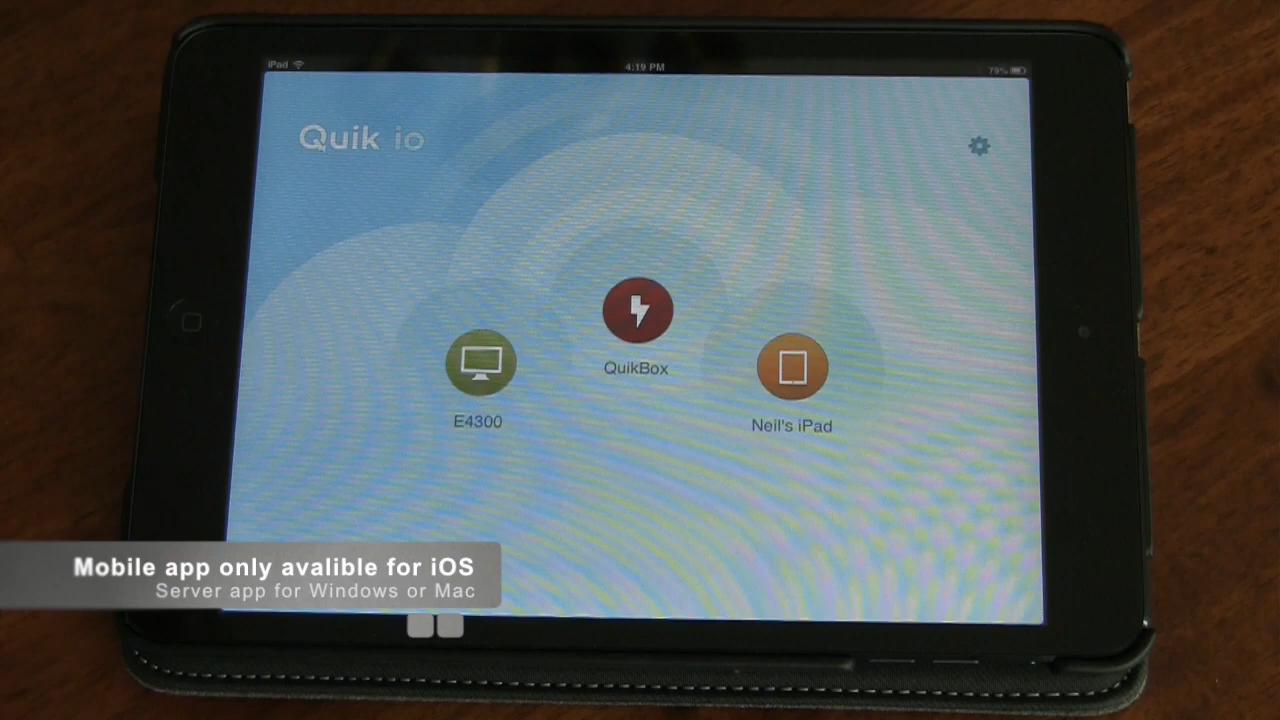 iPad 4:19 PM 79%
Quik io
QuikBox
E4300 Neil's iPad
Mobile app only avalible for iOS
Server app for Windows or Mac